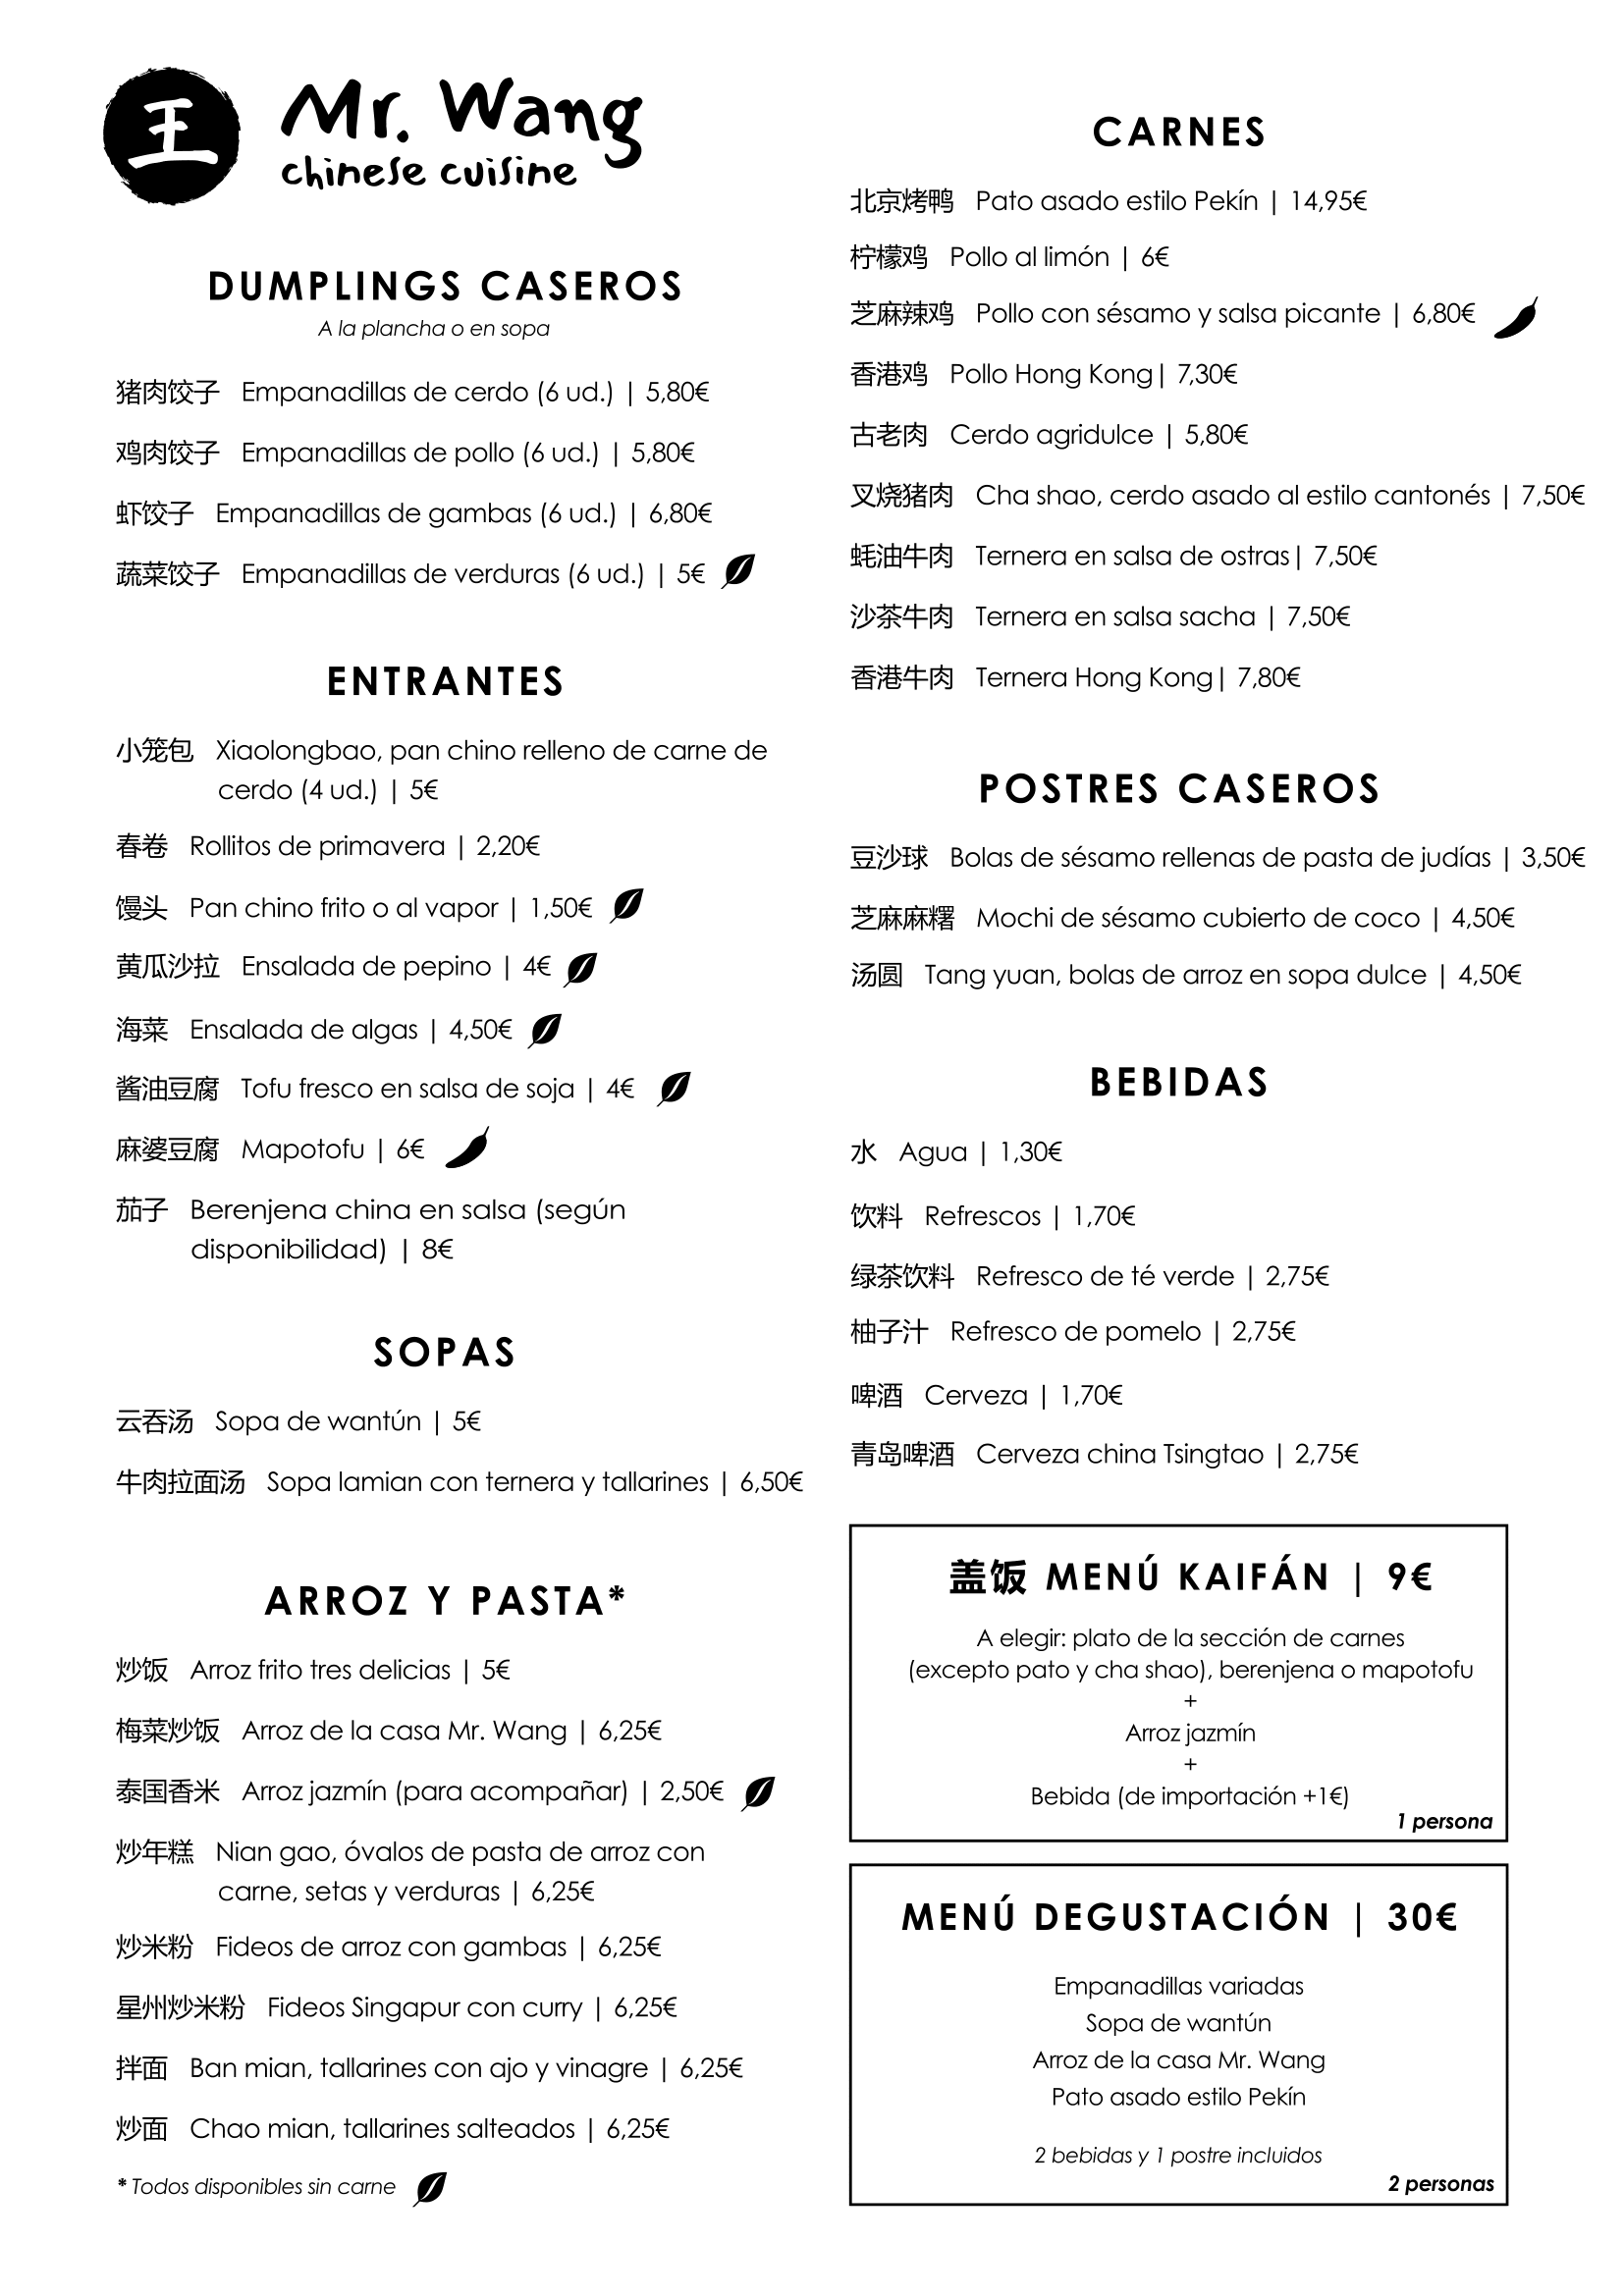 王
Mr. Wang
chinese cuisine
DUMPLINGS CASEROS
A la plancha o en sopa
猪肉饺子 Empanadillas de cerdo (6 ud.) | 5,80€
鸡肉饺子 Empanadillas de pollo (6 ud.) | 5,80€
虾饺子 Empanadillas de gambas (6 ud.) | 6,80€
蔬菜饺子 Empanadillas de verduras (6 ud.) | 5€
ENTRANTES
小笼包 Xiaolongbao, pan chino relleno de carne de
cerdo (4 ud.) | 5€
春卷 Rollitos de primavera | 2,20€
馒头 Pan chino frito o al vapor | 1,50€
黄瓜沙拉 Ensalada de pepino | 4€
海菜 Ensalada de algas | 4,50€
酱油豆腐 Tofu fresco en salsa de soja | 4€
麻婆豆腐 Mapotofu | 6€
茄子 Berenjena china en salsa (según
disponibilidad) | 8€
SOPAS
云吞汤 Sopa de wantún | 5€
牛肉拉面汤 Sopa lamian con ternera y tallarines | 6,50€
ARROZ Y PASTA*
炒饭 Arroz frito tres delicias | 5€
梅菜炒饭 Arroz de la casa Mr. Wang | 6,25€
泰国香米 Arroz jazmín (para acompañar) | 2,50€
炒年糕 Nian gao, óvalos de pasta de arroz con
carne, setas y verduras | 6,25€
炒米粉 Fideos de arroz con gambas | 6,25€
星州炒米粉 Fideos Singapur con curry | 6,25€
拌面 Ban mian, tallarines con ajo y vinagre | 6,25€
炒面 Chao mian, tallarines salteados | 6,25€
* Todos disponibles sin carne
CARNES
北京烤鸭 Pato asado estilo Pekín | 14,95€
柠檬鸡 Pollo al limón | 6€
芝麻辣鸡 Pollo con sésamo y salsa picante | 6,80€
香港鸡 Pollo Hong Kong| 7,30€
古老肉 Cerdo agridulce | 5,80€
叉烧猪肉 Cha shao, cerdo asado al estilo cantonés | 7,50€
蚝油牛肉 Ternera en salsa de ostras| 7,50€
沙茶牛肉 Ternera en salsa sacha | 7,50€
香港牛肉 Ternera Hong Kong| 7,80€
POSTRES CASEROS
豆沙球 Bolas de sésamo rellenas de pasta de judías | 3,50€
芝麻麻糬 Mochi de sésamo cubierto de coco | 4,50€
汤圆 Tang yuan, bolas de arroz en sopa dulce | 4,50€
BEBIDAS
水 Agua | 1,30€
饮料 Refrescos | 1,70€
绿茶饮料 Refresco de té verde | 2,75€
柚子汁 Refresco de pomelo | 2,75€
啤酒 Cerveza | 1,70€
青岛啤酒 Cerveza china Tsingtao | 2,75€
盖饭 MENÚ KAIFÁN | 9€
A elegir: plato de la sección de carnes
(excepto pato y cha shao), berenjena o mapotofu
+
Arroz jazmín
+
Bebida (de importación +1€)
1 persona
MENÚ DEGUSTACIÓN | 30€
Empanadillas variadas
Sopa de wantún
Arroz de la casa Mr. Wang
Pato asado estilo Pekín
2 bebidas y 1 postre incluidos
2 personas